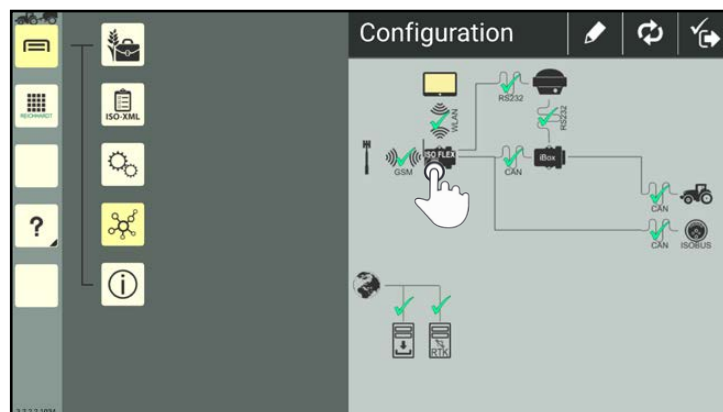 Configuration
REICHHARDT
ISO-XML
?
RS232
WLAN
RS232
GSM
ISO FLEX
CAN
iBox
CAN
CAN
ISOBUS
RTK